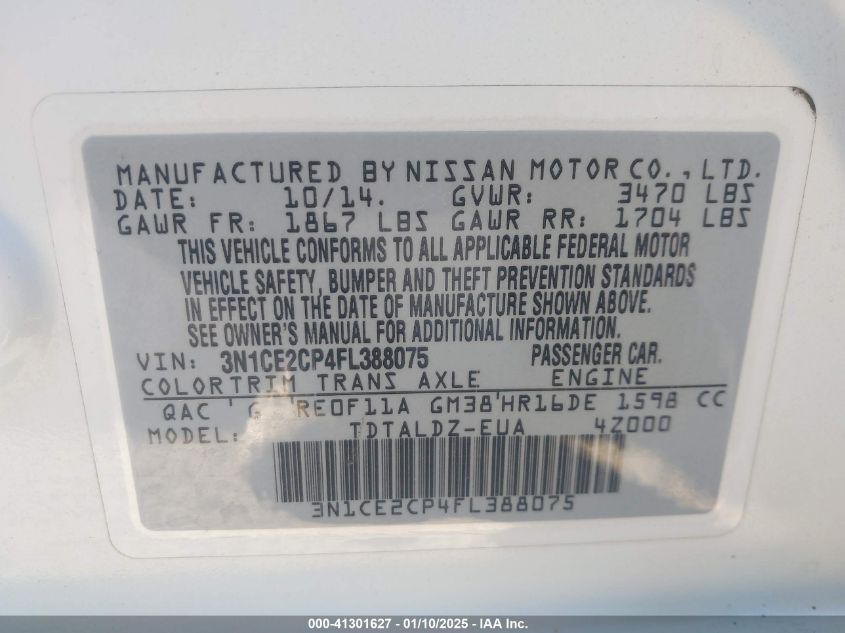 MANUFACTURED BY NISSAN MOTOR CO., LTD.
DATE: 10/14. GVWR: 3470 LBS
GAWR FR: 1867 LBS GAWR RR: 1704 LBS
THIS VEHICLE CONFORMS TO ALL APPLICABLE FEDERAL MOTOR
VEHICLE SAFETY, BUMPER AND THEFT PREVENTION STANDARDS
IN EFFECT ON THE DATE OF MANUFACTURE SHOWN ABOVE.
SEE OWNER'S MANUAL FOR ADDITIONAL INFORMATION.
VIN: 3N1CE2CP4FL388075 PASSENGER CAR.
COLORTRIM TRANS AXLE ENGINE
QAC ' G ' RE0F11A GM38'HR16DE 1598 CC
MODEL: TDTALDZ-EUA 4Z000
3N1CE2CP4FL388075
000-41301627 - 01/10/2025 - IAA Inc.